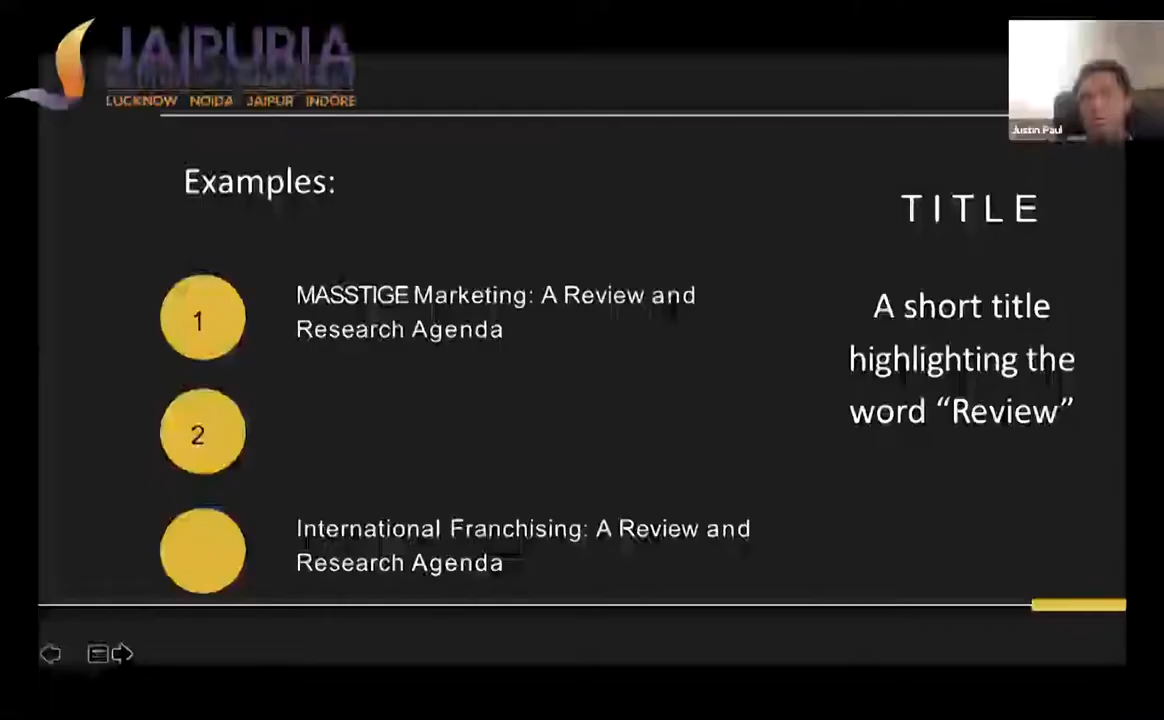 JAIPURIA
LUCKNOW NOIDA JAIPUR INDORE
Justin Paul
Examples:
TITLE
1
MASSTIGE Marketing: A Review and
Research Agenda
A short title
highlighting the
word “Review”
2
International Franchising: A Review and
Research Agenda